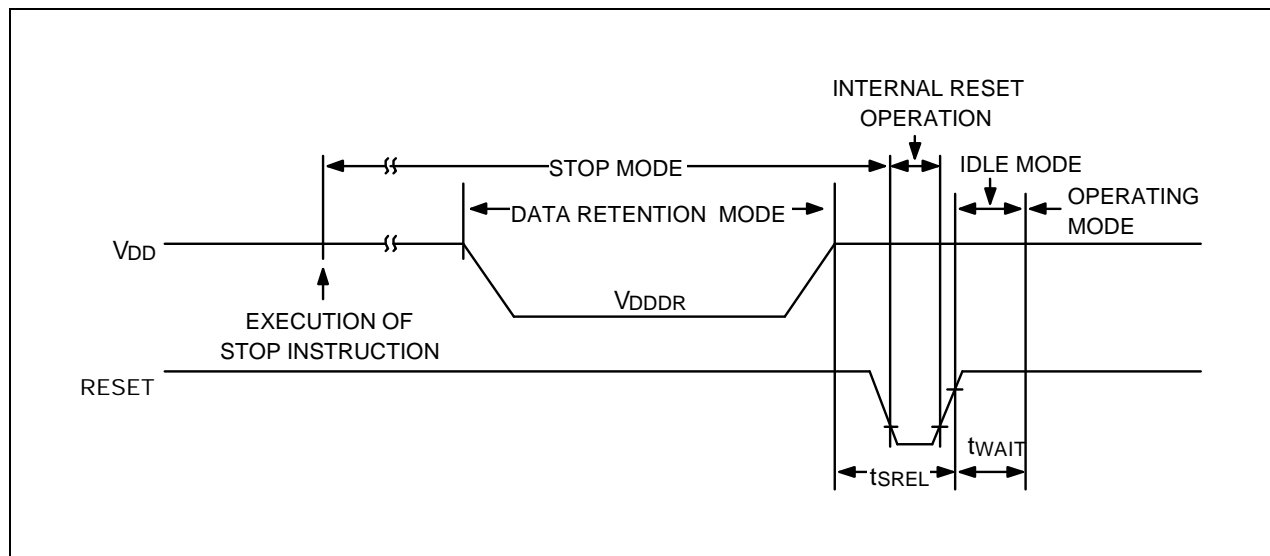 INTERNAL RESET
OPERATION
STOP MODE
IDLE MODE
DATA RETENTION MODE
OPERATING
MODE
VDD
VDDDR
EXECUTION OF
STOP INSTRUCTION
RESET
tWAIT
tSREL